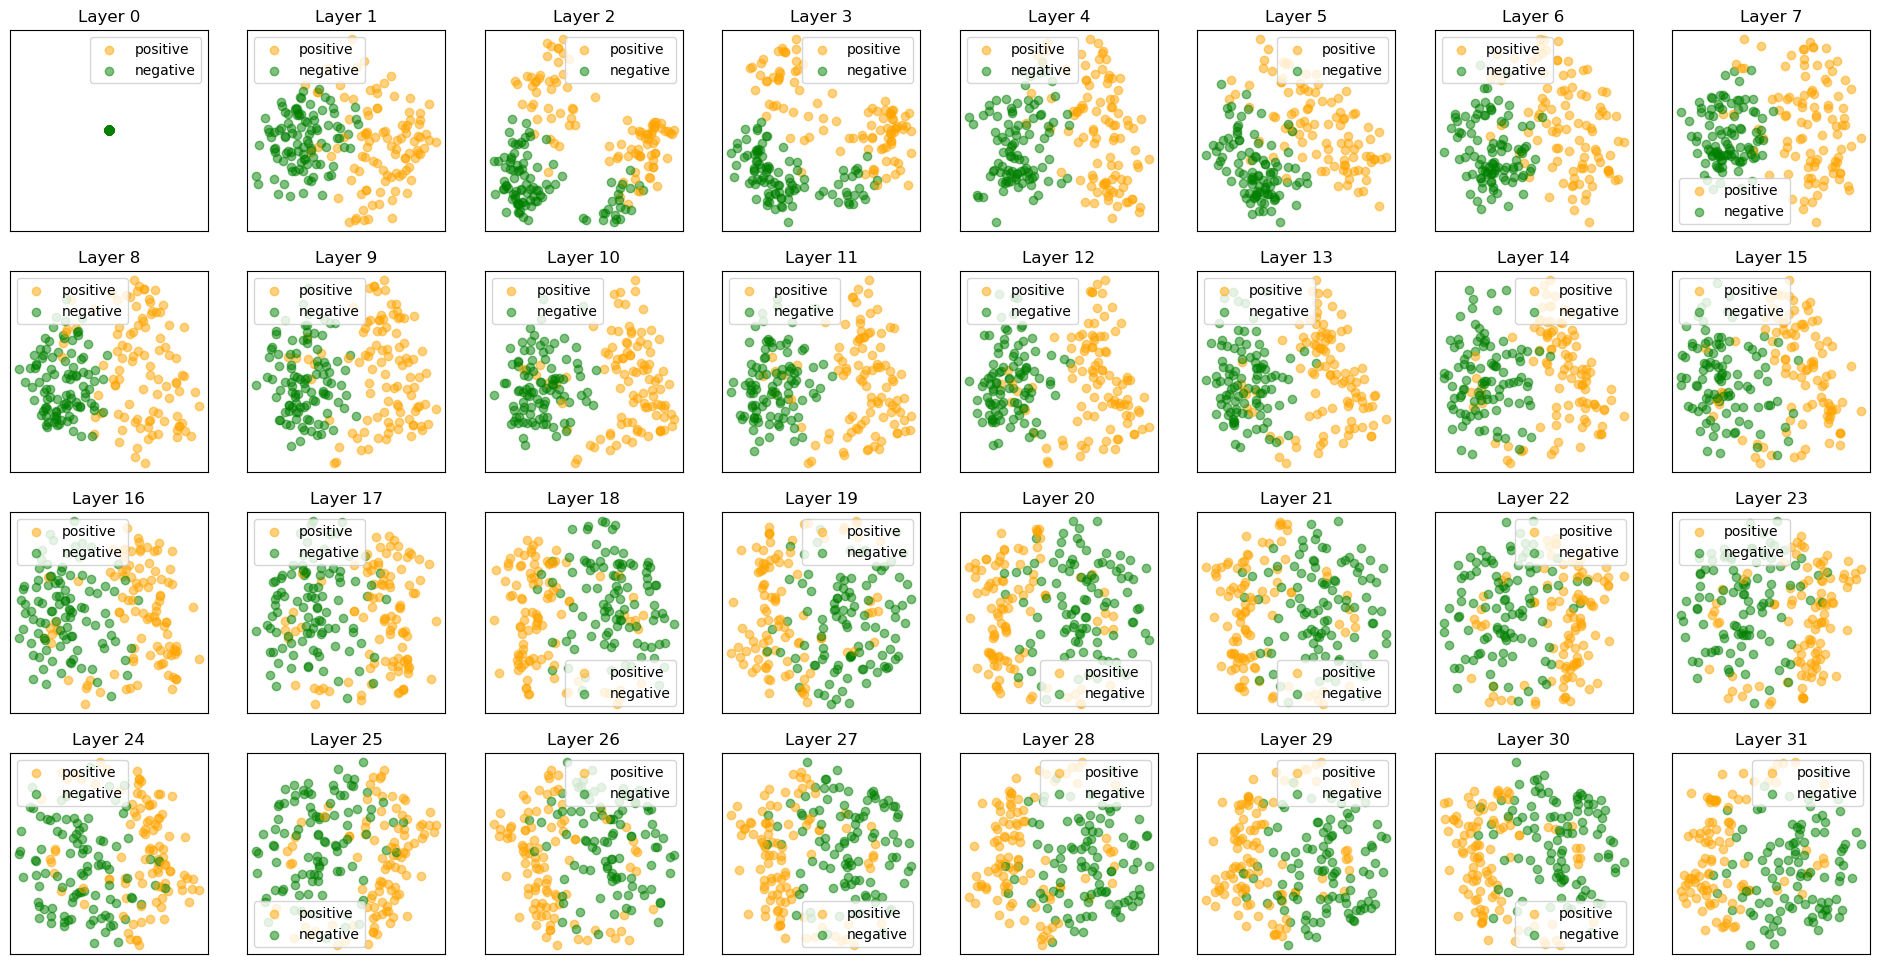 Layer 0
positive
negative
Layer 1
positive
negative
Layer 2
positive
negative
Layer 3
positive
negative
Layer 4
positive
negative
Layer 5
positive
negative
Layer 6
positive
negative
Layer 7
positive
negative
Layer 8
positive
negative
Layer 9
positive
negative
Layer 10
positive
negative
Layer 11
positive
negative
Layer 12
positive
negative
Layer 13
positive
negative
Layer 14
positive
negative
Layer 15
positive
negative
Layer 16
positive
negative
Layer 17
positive
negative
Layer 18
positive
negative
Layer 19
positive
negative
Layer 20
positive
negative
Layer 21
positive
negative
Layer 22
positive
negative
Layer 23
positive
negative
Layer 24
positive
negative
Layer 25
positive
negative
Layer 26
positive
negative
Layer 27
positive
negative
Layer 28
positive
negative
Layer 29
positive
negative
Layer 30
positive
negative
Layer 31
positive
negative